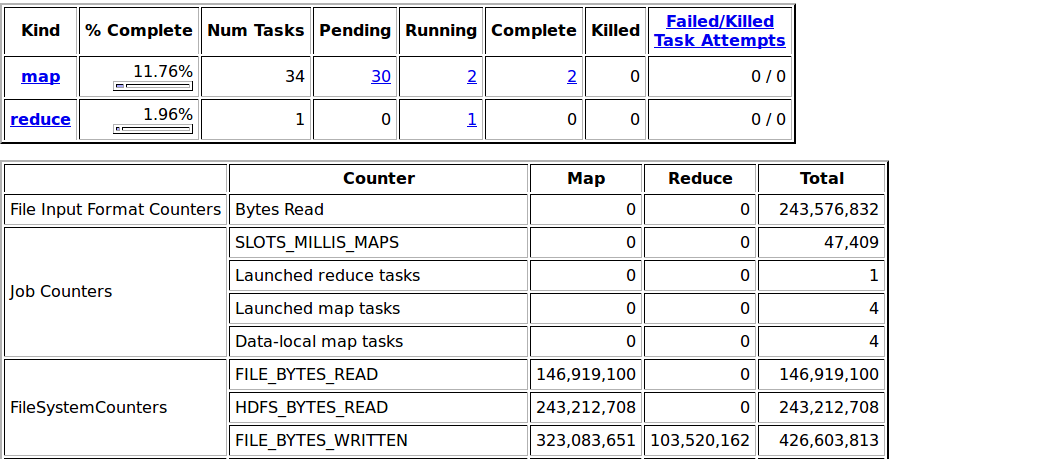 Kind % Complete Num Tasks Pending Running Complete Killed Failed/Killed Task Attempts
map 11.76% 34 30 2 2 0 0 / 0
reduce 1.96% 1 0 1 0 0 0 / 0
Counter Map Reduce Total
File Input Format Counters Bytes Read 0 0 243,576,832
Job Counters SLOTS_MILLIS_MAPS 0 0 47,409
Launched reduce tasks 0 0 1
Launched map tasks 0 0 4
Data-local map tasks 0 0 4
FileSystemCounters FILE_BYTES_READ 146,919,100 0 146,919,100
HDFS_BYTES_READ 243,212,708 0 243,212,708
FILE_BYTES_WRITTEN 323,083,651 103,520,162 426,603,813